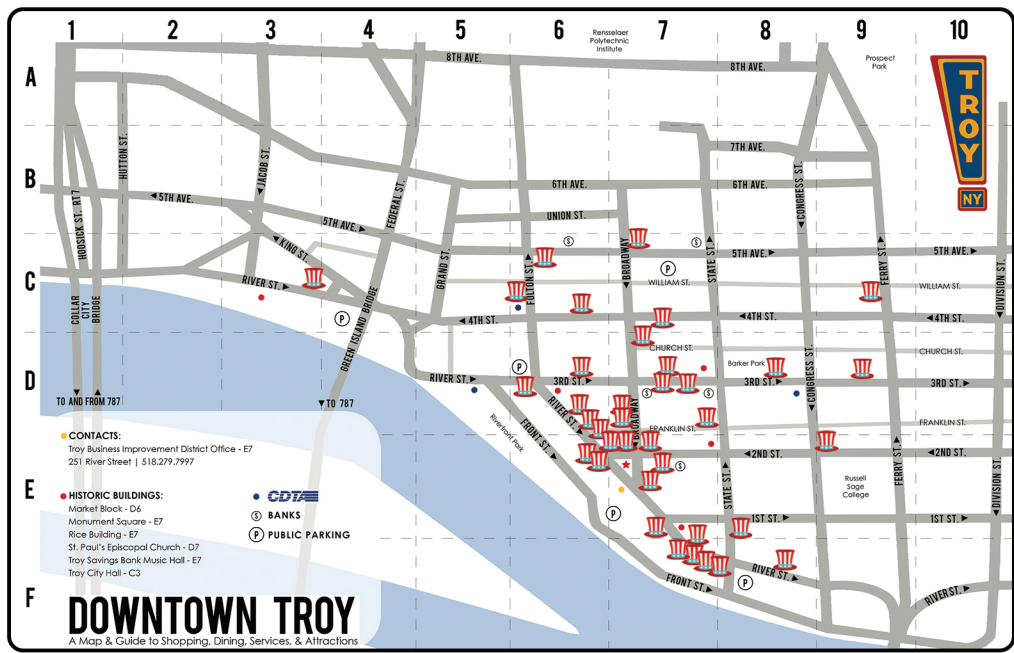 1 2 3 4 5 6 7 8 9 10
Rensselaer
Polytechnic
Institute
Prospect
Park
A
B
C
D
E
F
TROY
NY
8TH AVE.
8TH AVE.
7TH AVE.
6TH AVE.
6TH AVE.
UNION ST.
5TH AVE.
5TH AVE.
5TH AVE.
5TH AVE.
WILLIAM ST.
WILLIAM ST.
4TH ST.
4TH ST.
4TH ST.
CHURCH ST.
CHURCH ST.
Barker Park
RIVER ST.
3RD ST.
3RD ST.
3RD ST.
FRANKLIN ST.
FRANKLIN ST.
2ND ST.
2ND ST.
1ST ST.
1ST ST.
RIVER ST.
RIVER ST.
RIVER ST.
RIVER ST.
FRONT ST.
FRONT ST.
Riverfront Park
Russell
Sage
College
HOOSICK ST. RT7
HUTTON ST.
JACOB ST.
KING ST.
FEDERAL ST.
GRAND ST.
FULTON ST.
BROADWAY
BROADWAY
STATE ST.
STATE ST.
CONGRESS ST.
CONGRESS ST.
FERRY ST.
FERRY ST.
DIVISION ST.
DIVISION ST.
COLLAR
CITY
BRIDGE
GREEN ISLAND BRIDGE
TO AND FROM 787
TO 787
P
P
P
P
P
$
$
$
$
$
CONTACTS:
Troy Business Improvement District Office - E7
251 River Street | 518.279.7997
HISTORIC BUILDINGS:
Market Block - D6
Monument Square - E7
Rice Building - E7
St. Paul's Episcopal Church - D7
Troy Savings Bank Music Hall - E7
Troy City Hall - C3
CDTA
$ BANKS
P PUBLIC PARKING
DOWNTOWN TROY
A Map & Guide to Shopping, Dining, Services, & Attractions